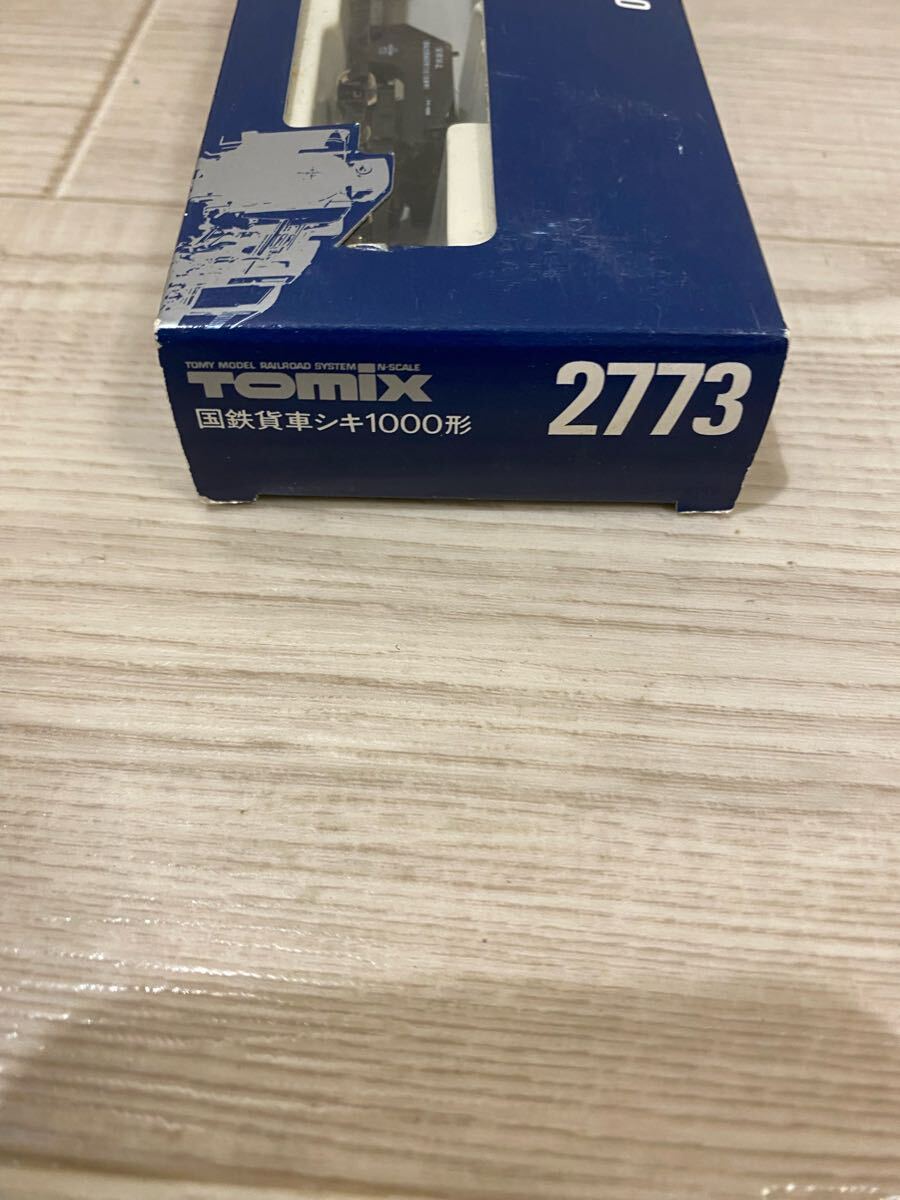 TOMY MODEL RAILROAD SYSTEM N-SCALE
TOMIX
国鉄貨車シキ1000形
2773